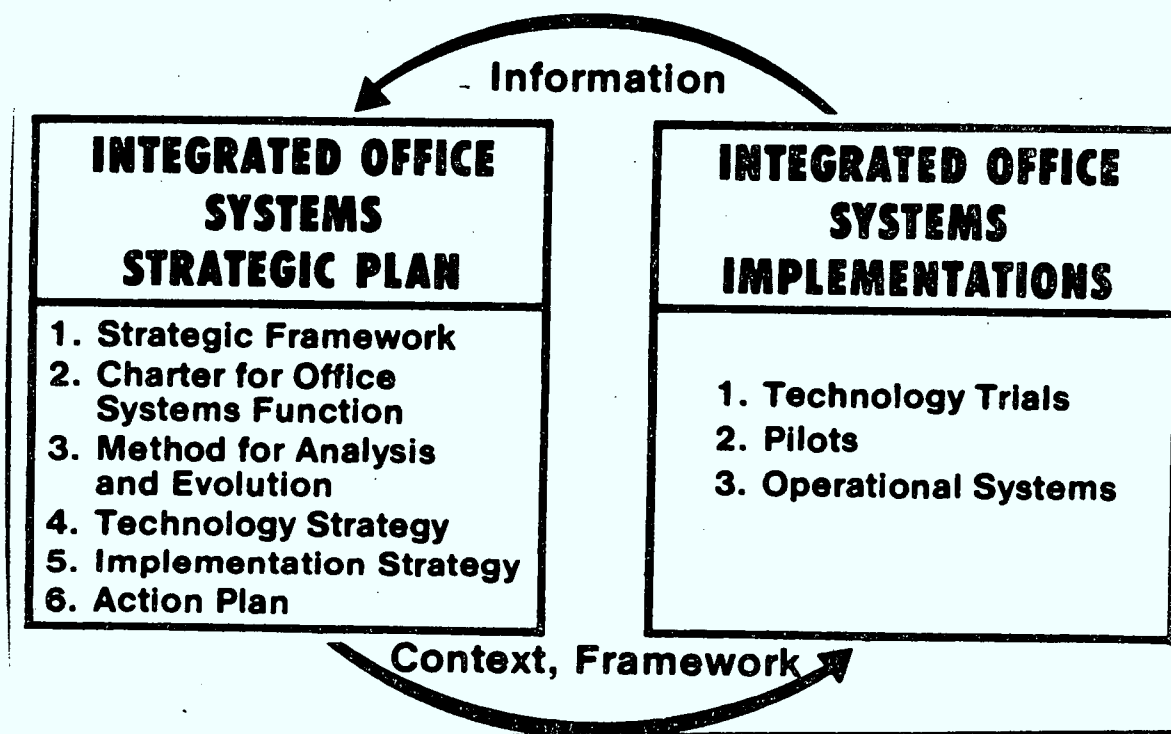 Information
INTEGRATED OFFICE
SYSTEMS
STRATEGIC PLAN
1. Strategic Framework
2. Charter for Office
Systems Function
3. Method for Analysis
and Evolution
4. Technology Strategy
5. Implementation Strategy
6. Action Plan
INTEGRATED OFFICE
SYSTEMS
IMPLEMENTATIONS
1. Technology Trials
2. Pilots
3. Operational Systems
Context, Framework